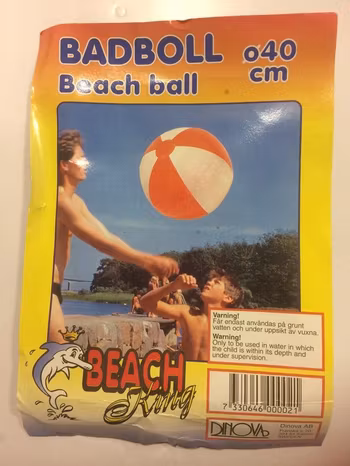 BADBOLL ø40
Beach ball cm
Varning!
Får endast användas på grunt
vatten och under uppsikt av vuxna.
Warning!
Only to be used in water in which
the child is within its depth and
under supervision.
BEACH
King
7 330646 000021
DINOVA
Dinova AB